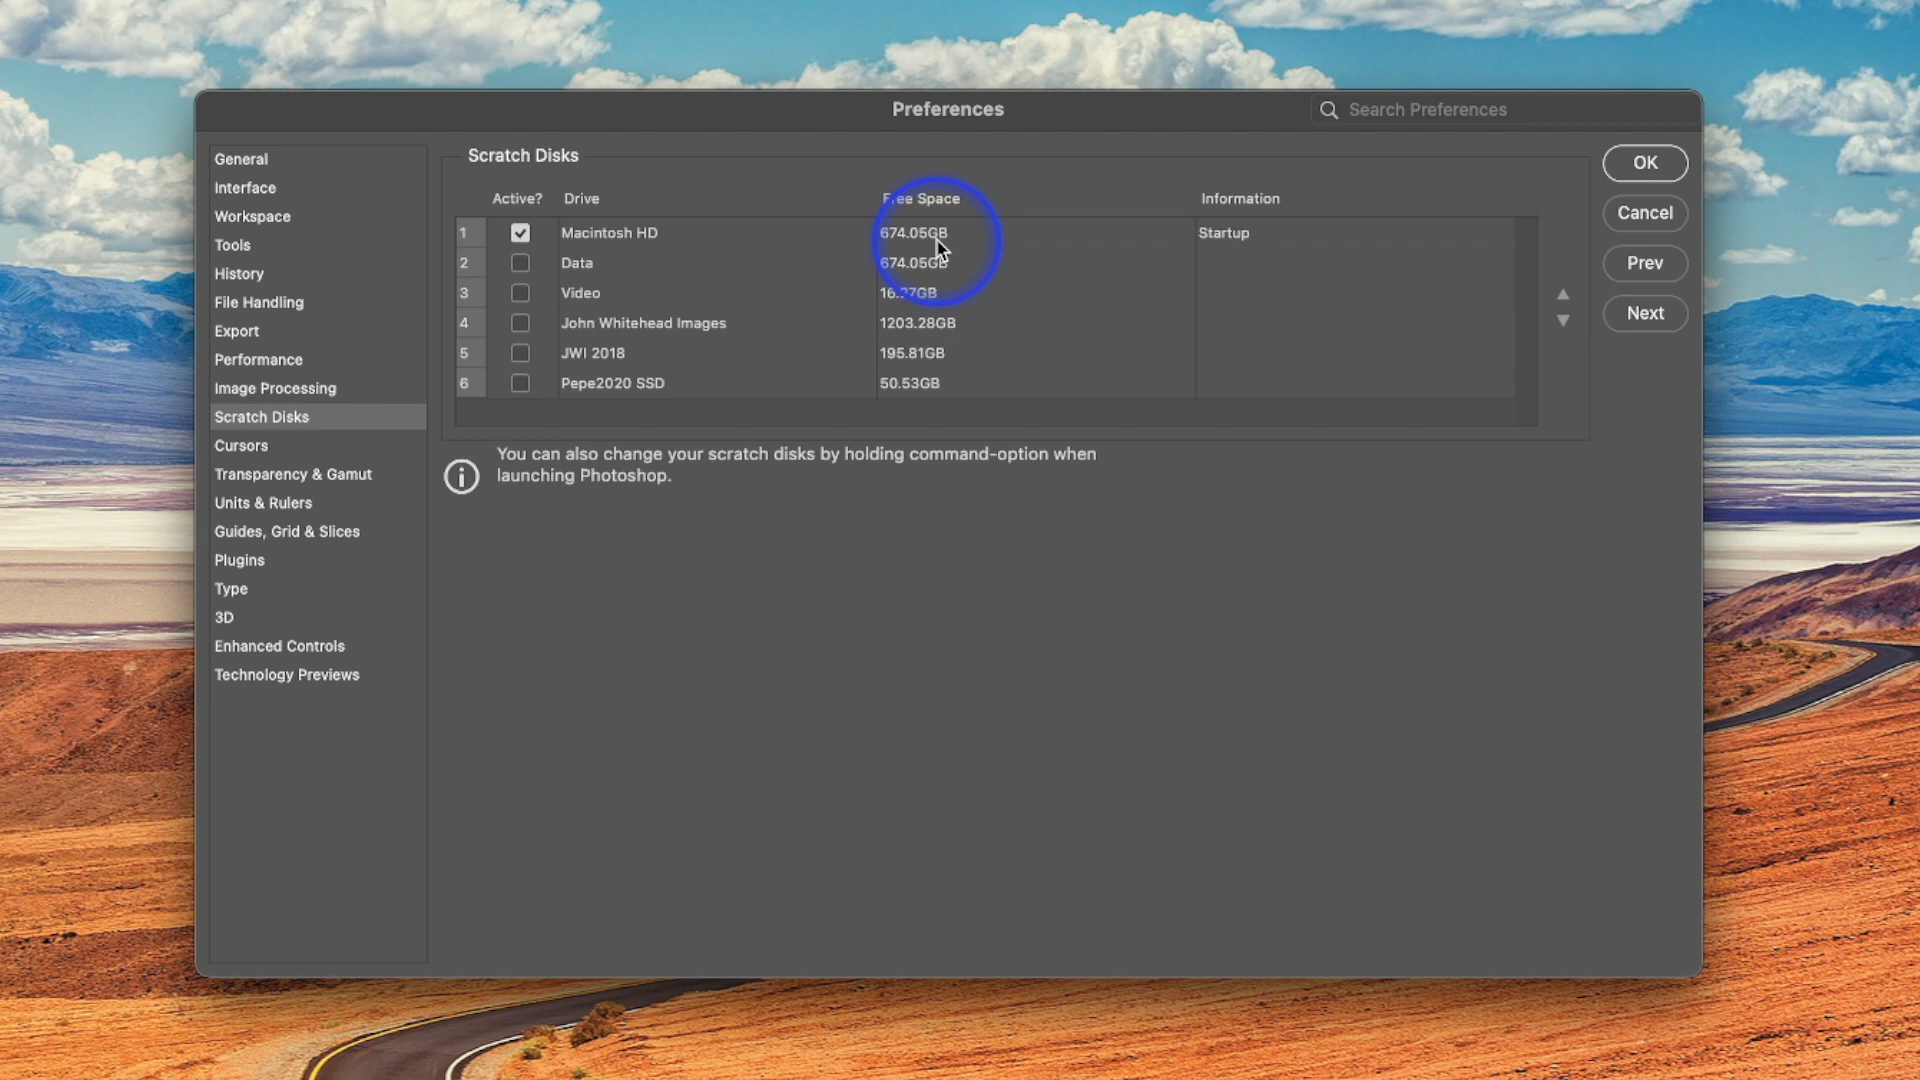 Preferences
Search Preferences
General
Interface
Workspace
Tools
History
File Handling
Export
Performance
Image Processing
Scratch Disks
Cursors
Transparency & Gamut
Units & Rulers
Guides, Grid & Slices
Plugins
Type
3D
Enhanced Controls
Technology Previews
Scratch Disks
Active? Drive Free Space Information
1 Macintosh HD 674.05GB Startup
2 Data 674.05GB
3 Video 16.27GB
4 John Whitehead Images 1203.28GB
5 JWI 2018 195.81GB
6 Pepe2020 SSD 50.53GB
You can also change your scratch disks by holding command-option when
launching Photoshop.
OK
Cancel
Prev
Next